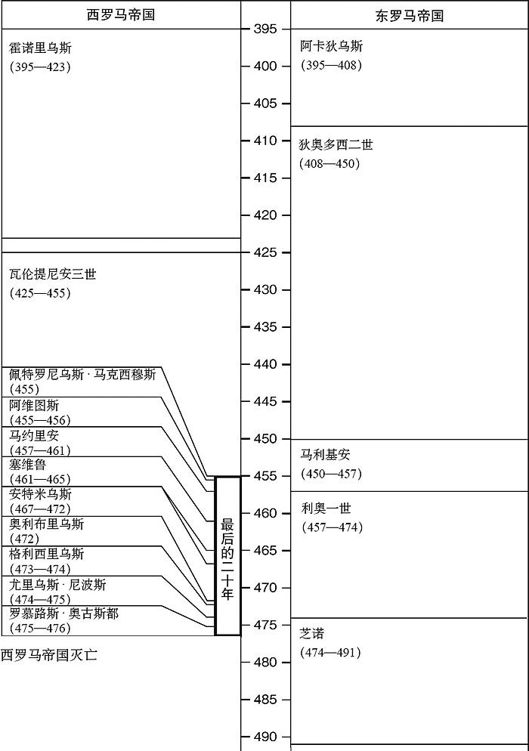 西罗马帝国
霍诺里乌斯
(395—423)
瓦伦提尼安三世
(425—455)
佩特罗尼乌斯·马克西穆斯
(455)
阿维图斯
(455—456)
马约里安
(457—461)
塞维鲁
(461—465)
安特米乌斯
(467—472)
奥利布里乌斯
(472)
格利西里乌斯
(473—474)
尤里乌斯·尼波斯
(474—475)
罗慕路斯·奥古斯都
(475—476)
西罗马帝国灭亡
最后的二十年
395
400
405
410
415
420
425
430
435
440
445
450
455
460
465
470
475
480
485
490
东罗马帝国
阿卡狄乌斯
(395—408)
狄奥多西二世
(408—450)
马利基安
(450—457)
利奥一世
(457—474)
芝诺
(474—491)